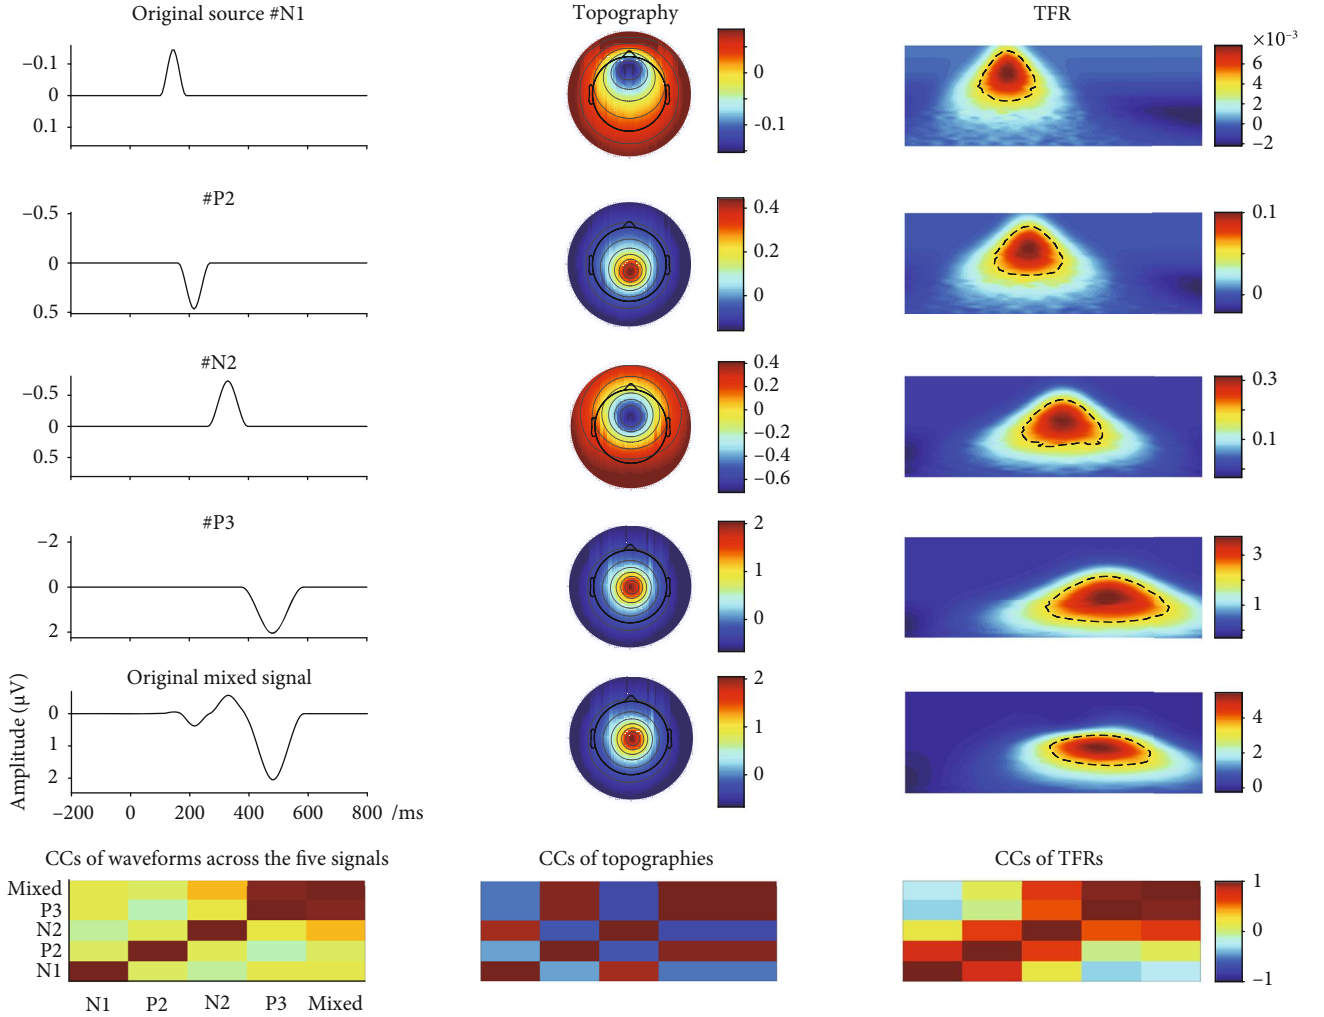 Original source #N1
Topography
TFR
−0.1
0
0.1
0
-0.1
×10⁻³
6
4
2
0
−2
#P2
−0.5
0
0.5
0.4
0.2
0
0.1
0
#N2
−0.5
0
0.5
0.4
0.2
0
−0.2
−0.4
−0.6
0.3
0.1
#P3
−2
0
2
2
1
0
3
1
Original mixed signal
Amplitude (μV)
0
1
2
−200 0 200 400 600 800 /ms
2
1
0
4
2
0
CCs of waveforms across the five signals
CCs of topographies
CCs of TFRs
Mixed
P3
N2
P2
N1
N1 P2 N2 P3 Mixed
1
0
−1